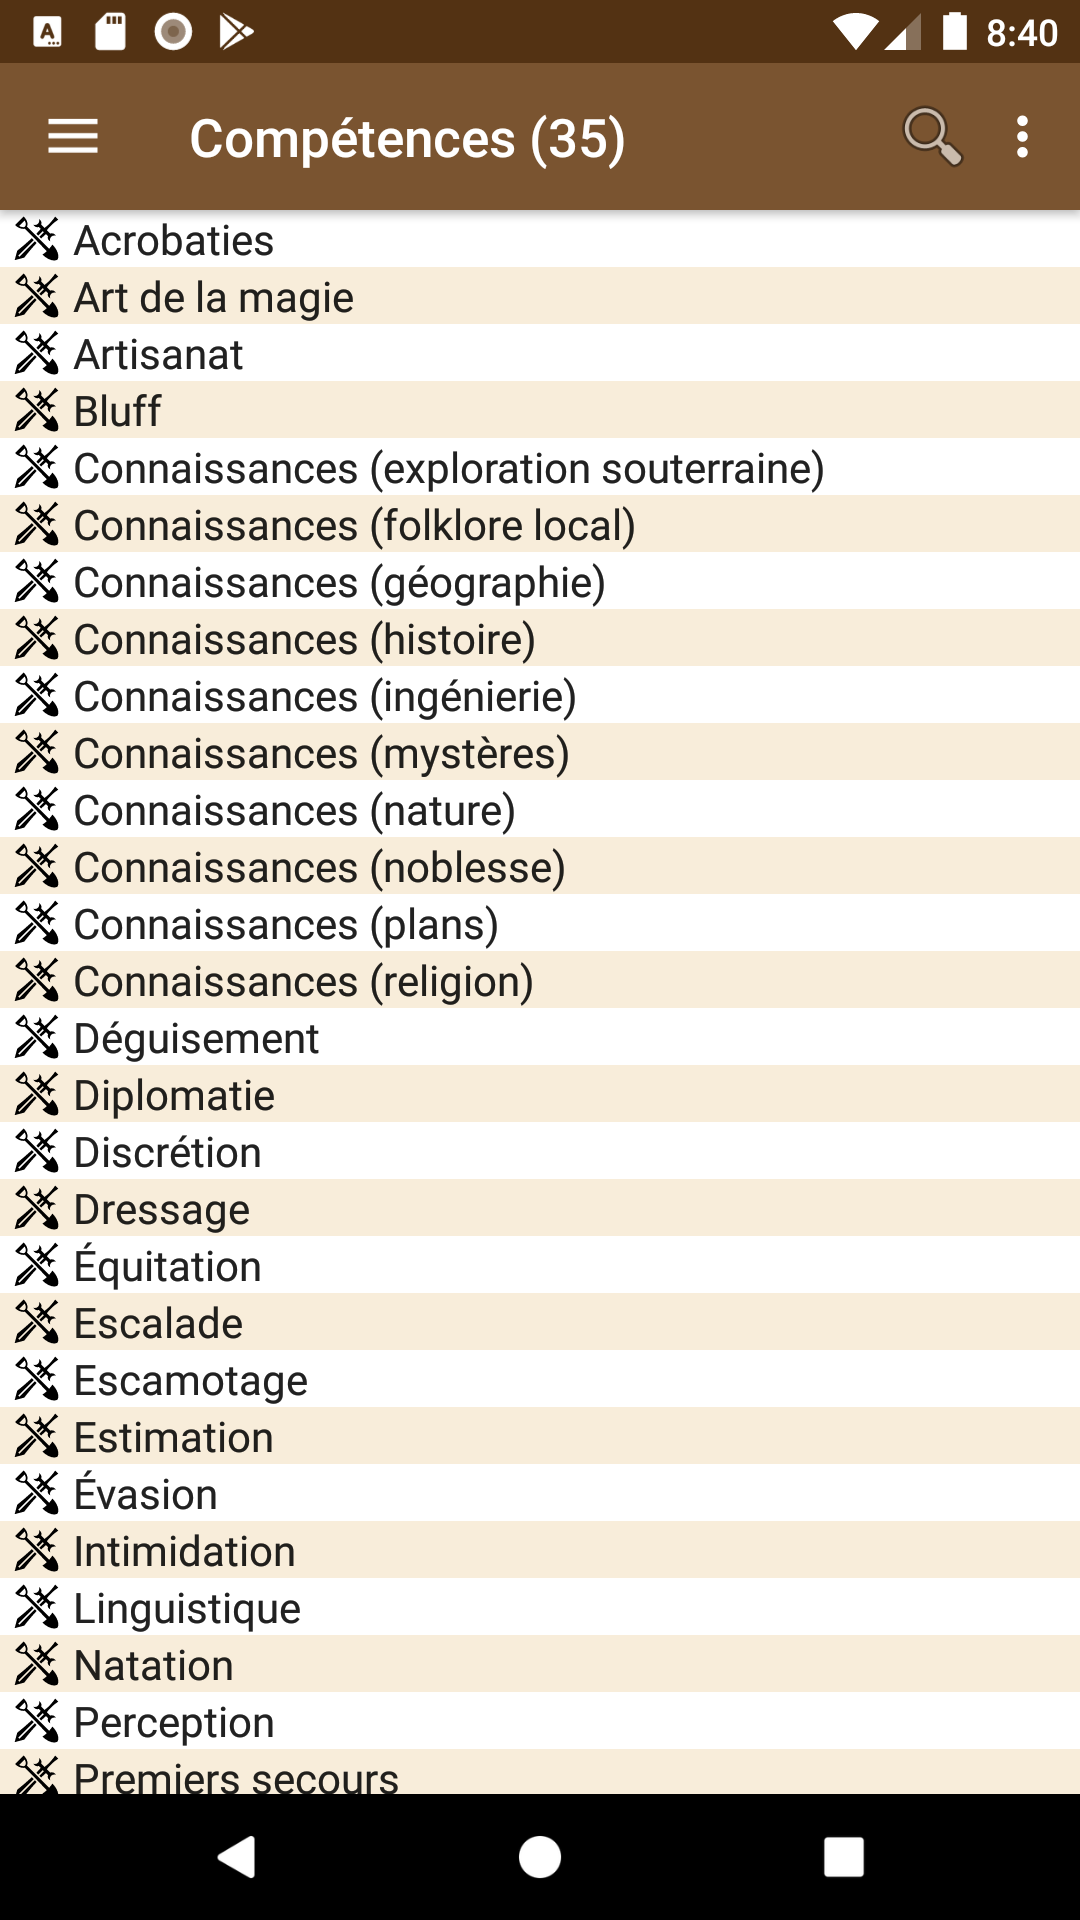 8:40
Compétences (35)
Acrobaties
Art de la magie
Artisanat
Bluff
Connaissances (exploration souterraine)
Connaissances (folklore local)
Connaissances (géographie)
Connaissances (histoire)
Connaissances (ingénierie)
Connaissances (mystères)
Connaissances (nature)
Connaissances (noblesse)
Connaissances (plans)
Connaissances (religion)
Déguisement
Diplomatie
Discrétion
Dressage
Équitation
Escalade
Escamotage
Estimation
Évasion
Intimidation
Linguistique
Natation
Perception
Premiers secours